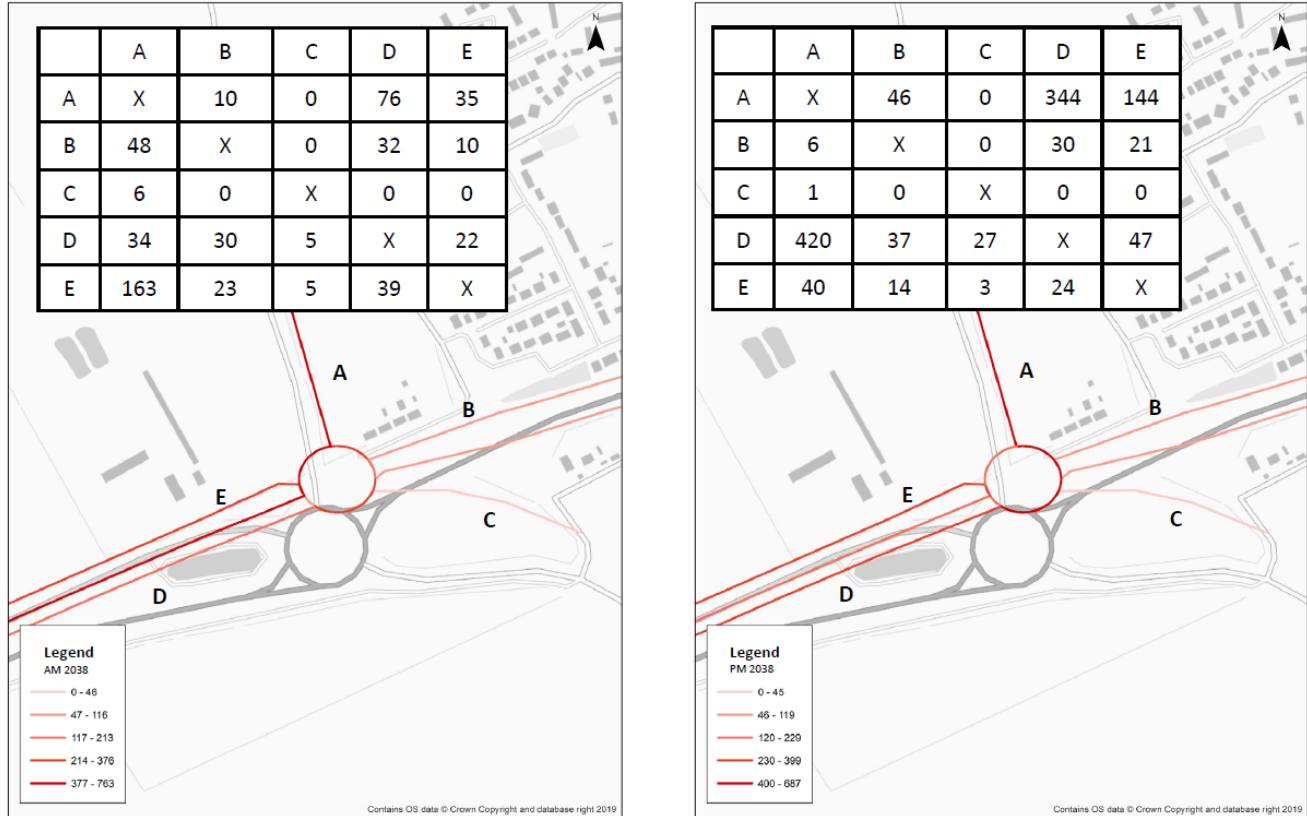 N
A B C D E
A X 10 0 76 35
B 48 X 0 32 10
C 6 0 X 0 0
D 34 30 5 X 22
E 163 23 5 39 X
A
B
E
C
D
Legend
AM 2038
0 - 46
47 - 116
117 - 213
214 - 376
377 - 763
Contains OS data © Crown Copyright and database right 2019
N
A B C D E
A X 46 0 344 144
B 6 X 0 30 21
C 1 0 X 0 0
D 420 37 27 X 47
E 40 14 3 24 X
A
B
E
C
D
Legend
PM 2038
0 - 45
46 - 119
120 - 229
230 - 399
400 - 687
Contains OS data © Crown Copyright and database right 2019